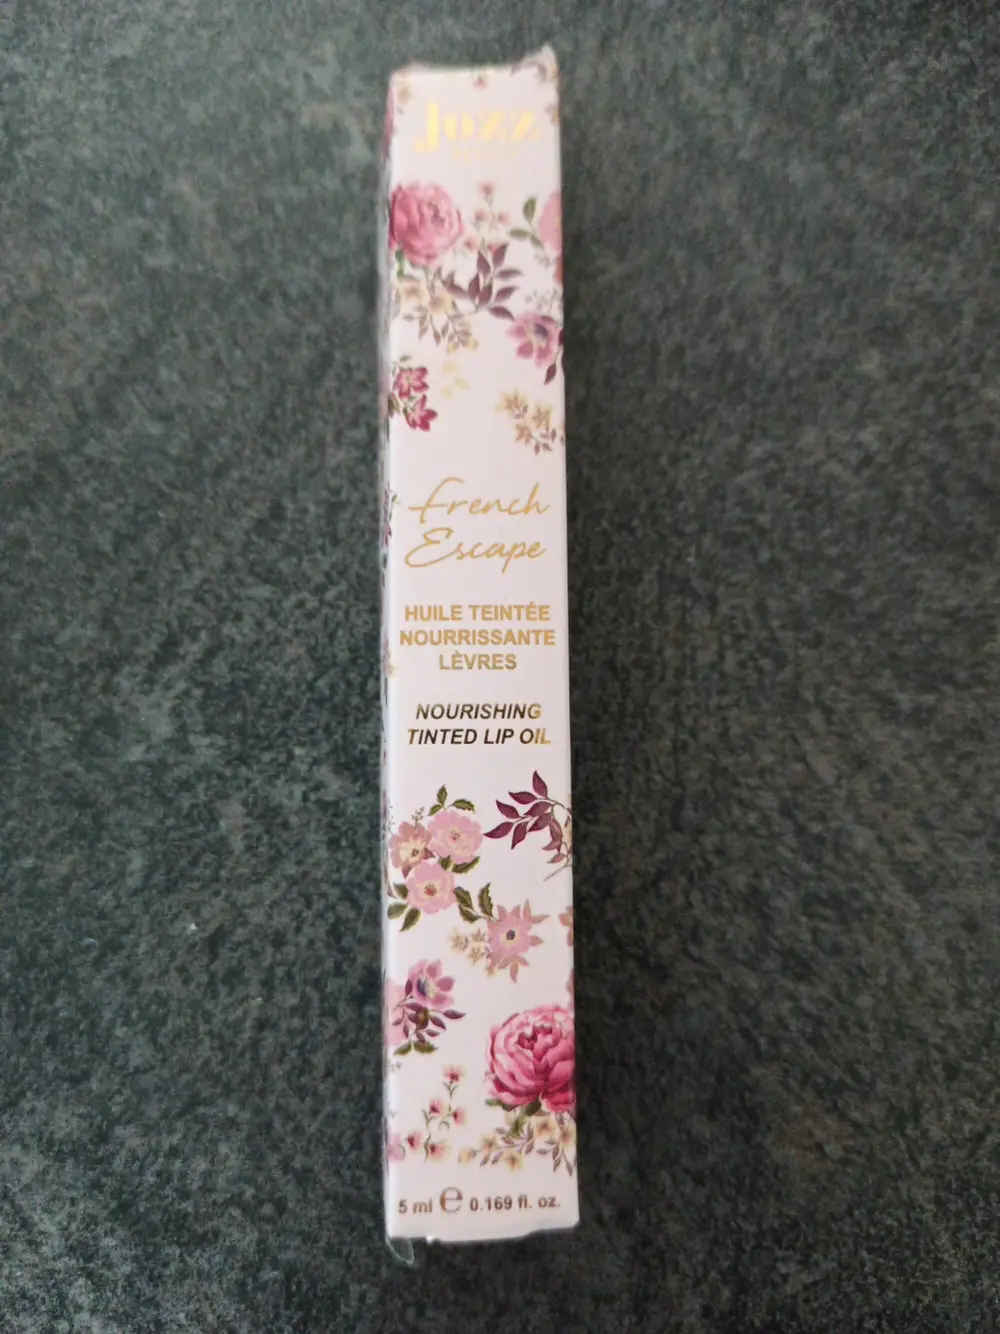 Jozz
French
Escape
HUILE TEINTÉE
NOURRISSANTE
LÈVRES
NOURISHING
TINTED LIP OIL
5 ml ℮ 0.169 fl. oz.